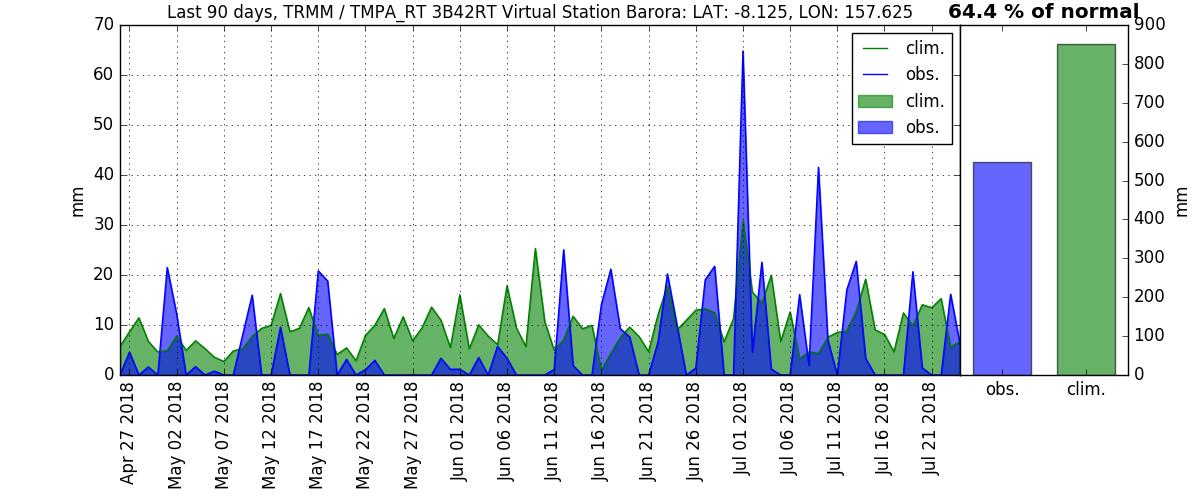 Last 90 days, TRMM / TMPA_RT 3B42RT Virtual Station Barora: LAT: -8.125, LON: 157.625
64.4 % of normal
70
60
50
40
30
20
10
0
mm
clim.
obs.
clim.
obs.
900
800
700
600
500
400
300
200
100
0
mm
Apr 27 2018
May 02 2018
May 07 2018
May 12 2018
May 17 2018
May 22 2018
May 27 2018
Jun 01 2018
Jun 06 2018
Jun 11 2018
Jun 16 2018
Jun 21 2018
Jun 26 2018
Jul 01 2018
Jul 06 2018
Jul 11 2018
Jul 16 2018
Jul 21 2018
obs.
clim.